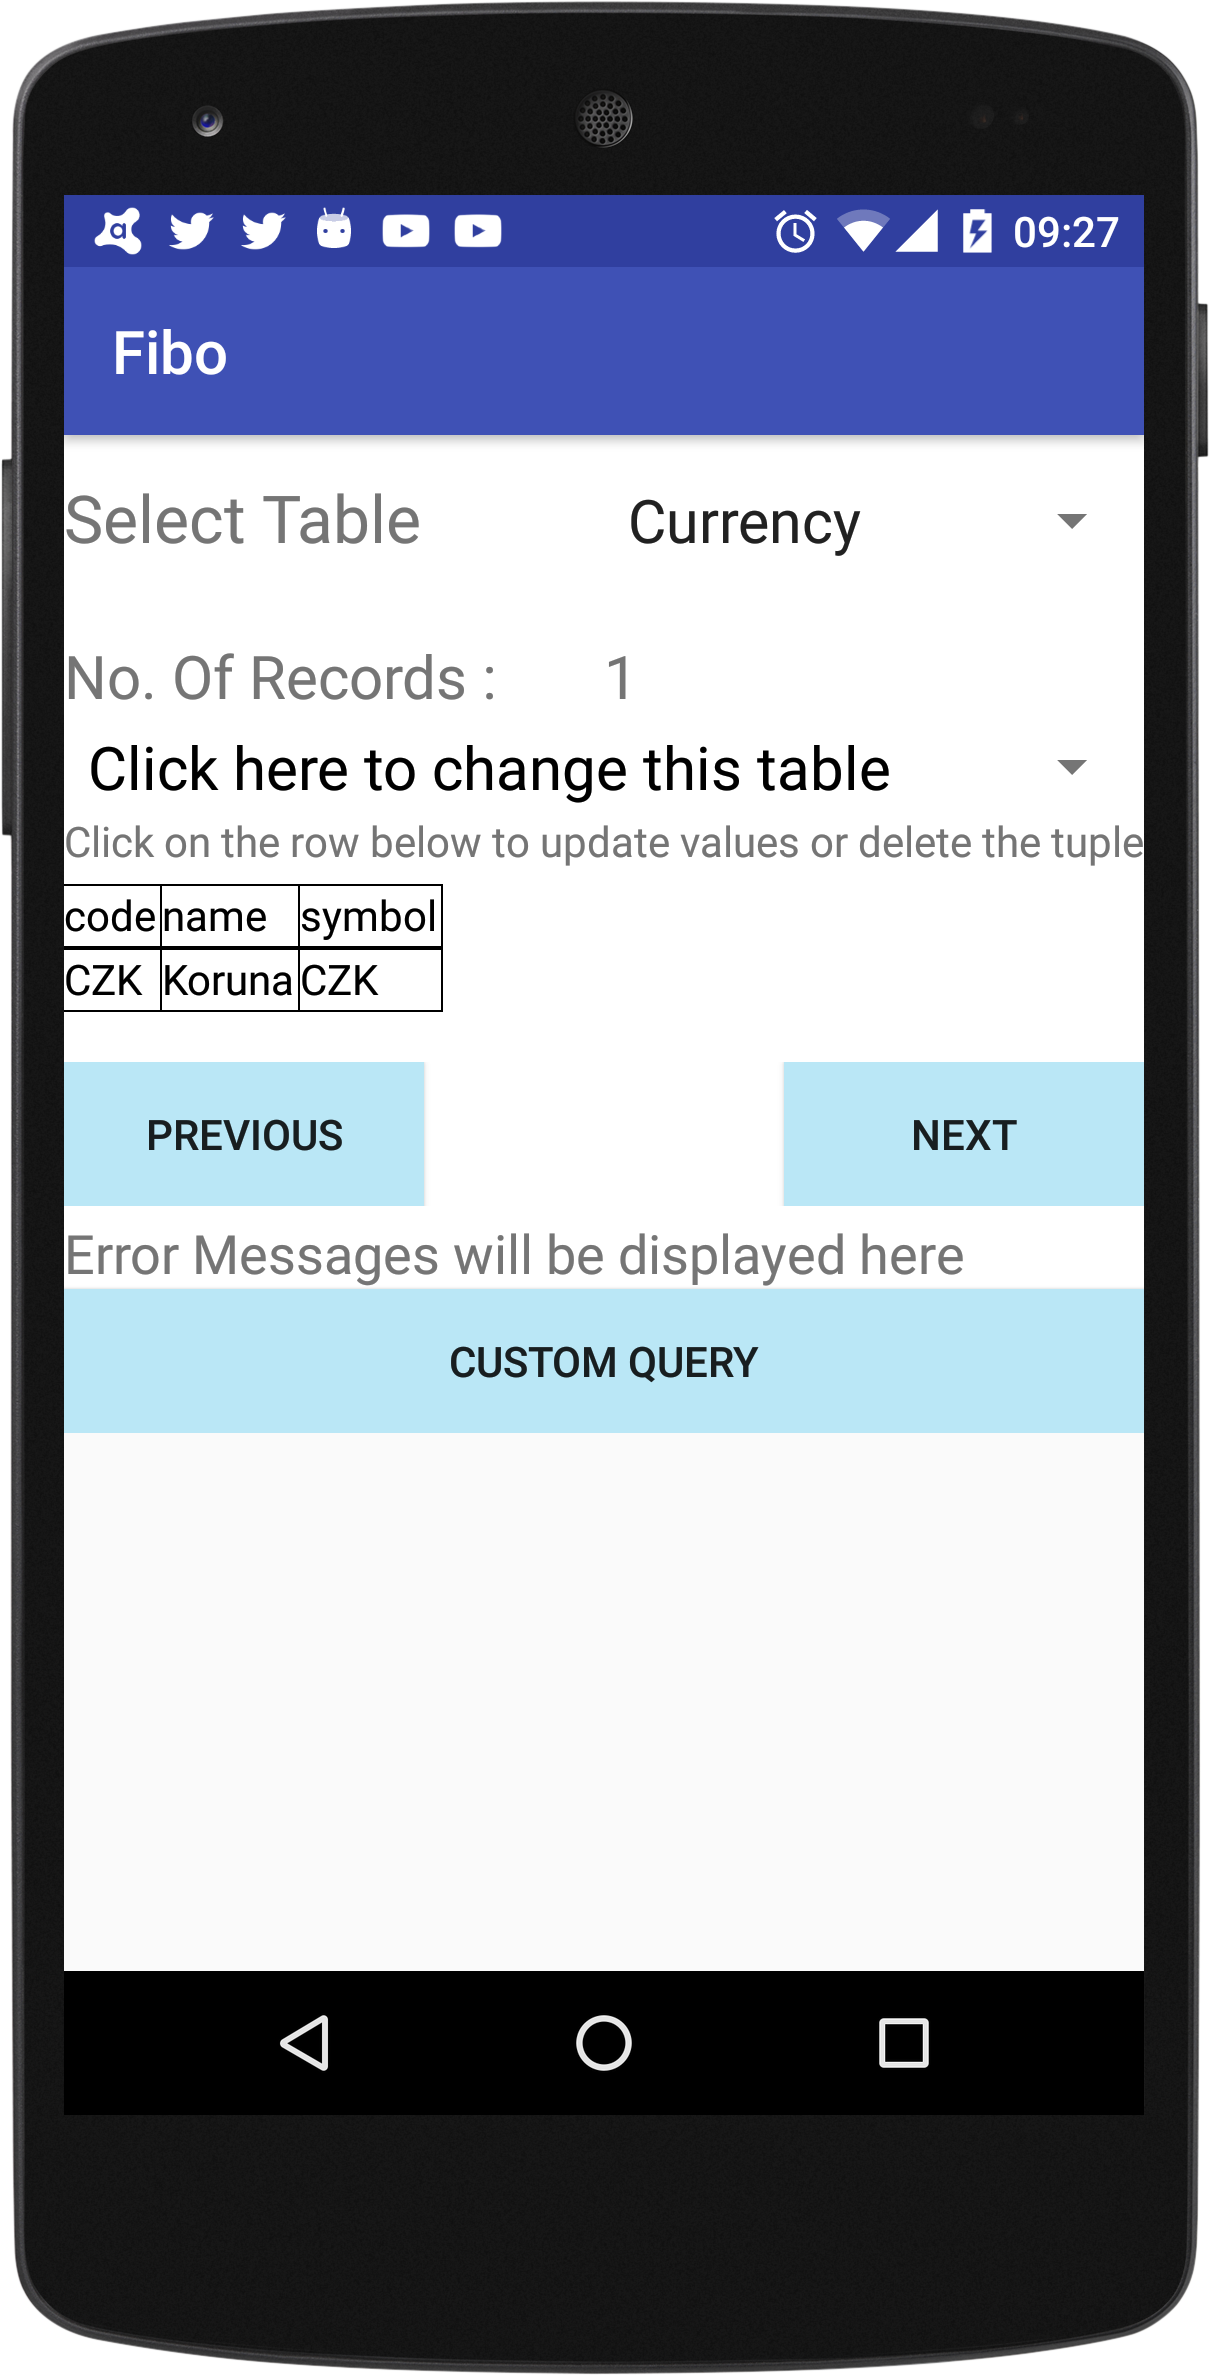 09:27
Fibo
Select Table Currency
No. Of Records : 1
Click here to change this table
Click on the row below to update values or delete the tuple
code name symbol
CZK Koruna CZK
PREVIOUS NEXT
Error Messages will be displayed here
CUSTOM QUERY